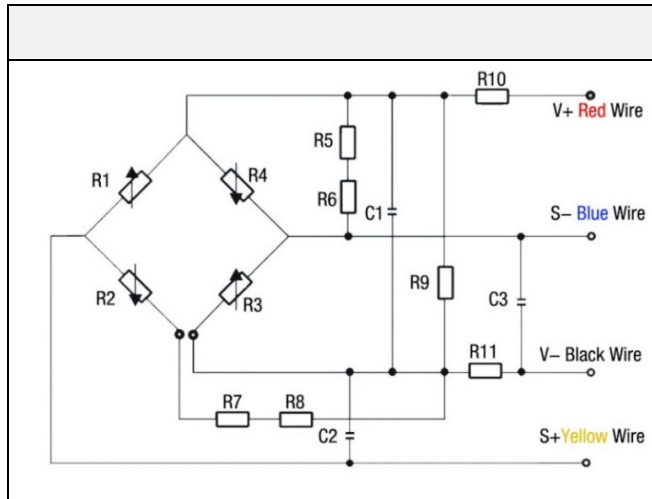 R10
V+ Red Wire
R5
R1
R4
R6
C1
S- Blue Wire
R2
R3
R9
C3
R11
V- Black Wire
R7
R8
C2
S+Yellow Wire